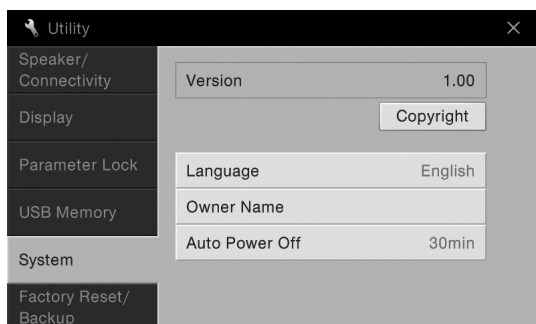 Utility
Speaker/
Connectivity
Display
Parameter Lock
USB Memory
System
Factory Reset/
Backup
Version 1.00
Copyright
Language English
Owner Name
Auto Power Off 30min